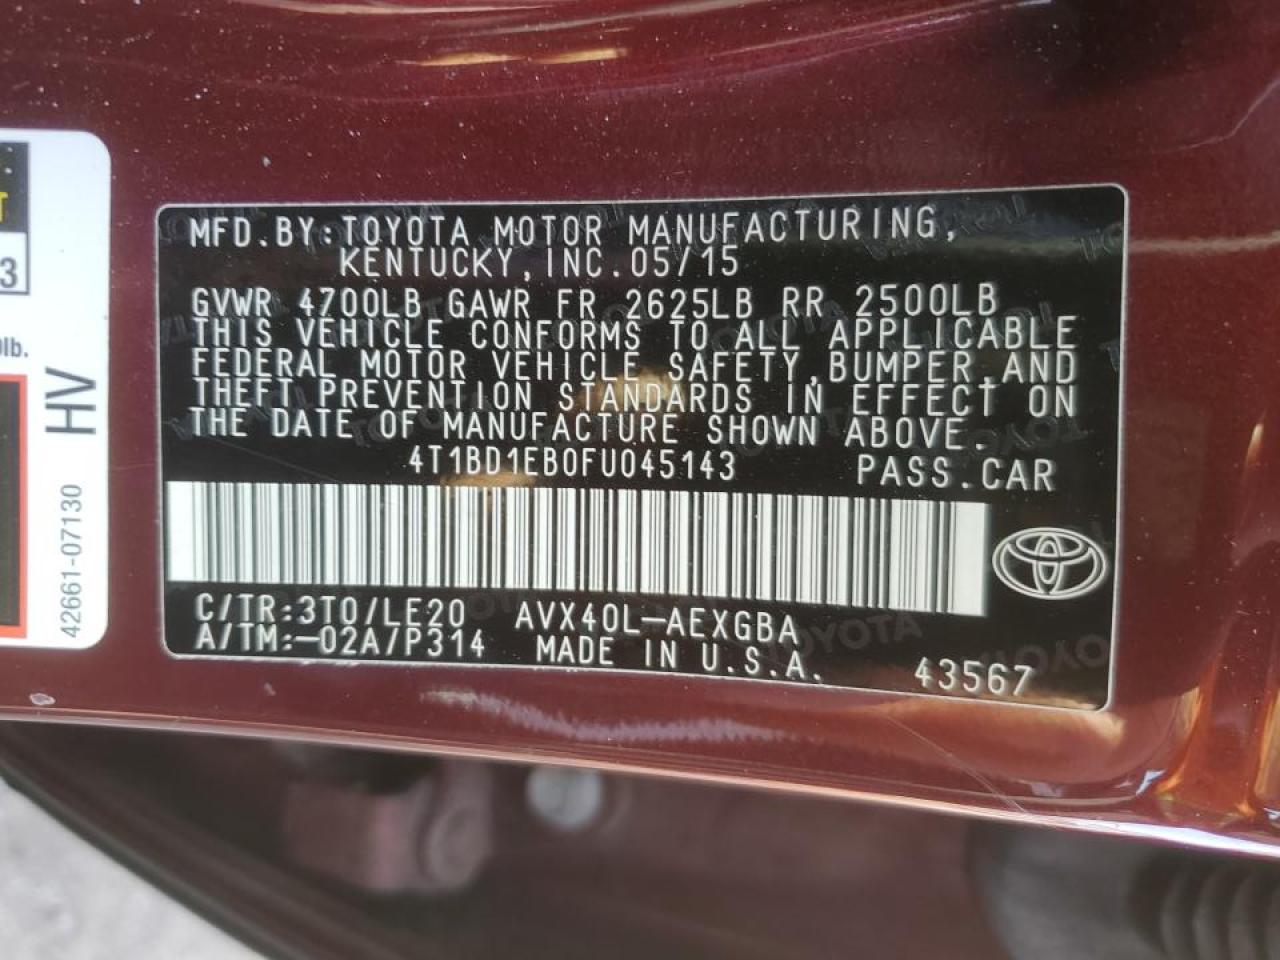 MFD.BY:TOYOTA MOTOR MANUFACTURING,
KENTUCKY,INC.05/15
GVWR 4700LB GAWR FR 2625LB RR 2500LB
THIS VEHICLE CONFORMS TO ALL APPLICABLE
FEDERAL MOTOR VEHICLE SAFETY,BUMPER,AND
THEFT PREVENTION STANDARDS IN EFFECT ON
THE DATE OF MANUFACTURE SHOWN ABOVE.
4T1BD1EB0FU045143 PASS.CAR
C/TR:3T0/LE20 AVX40L-AEXGBA
A/TM:-02A/P314 MADE IN U.S.A. 43567
T
3
lb.
HV
42661-07130